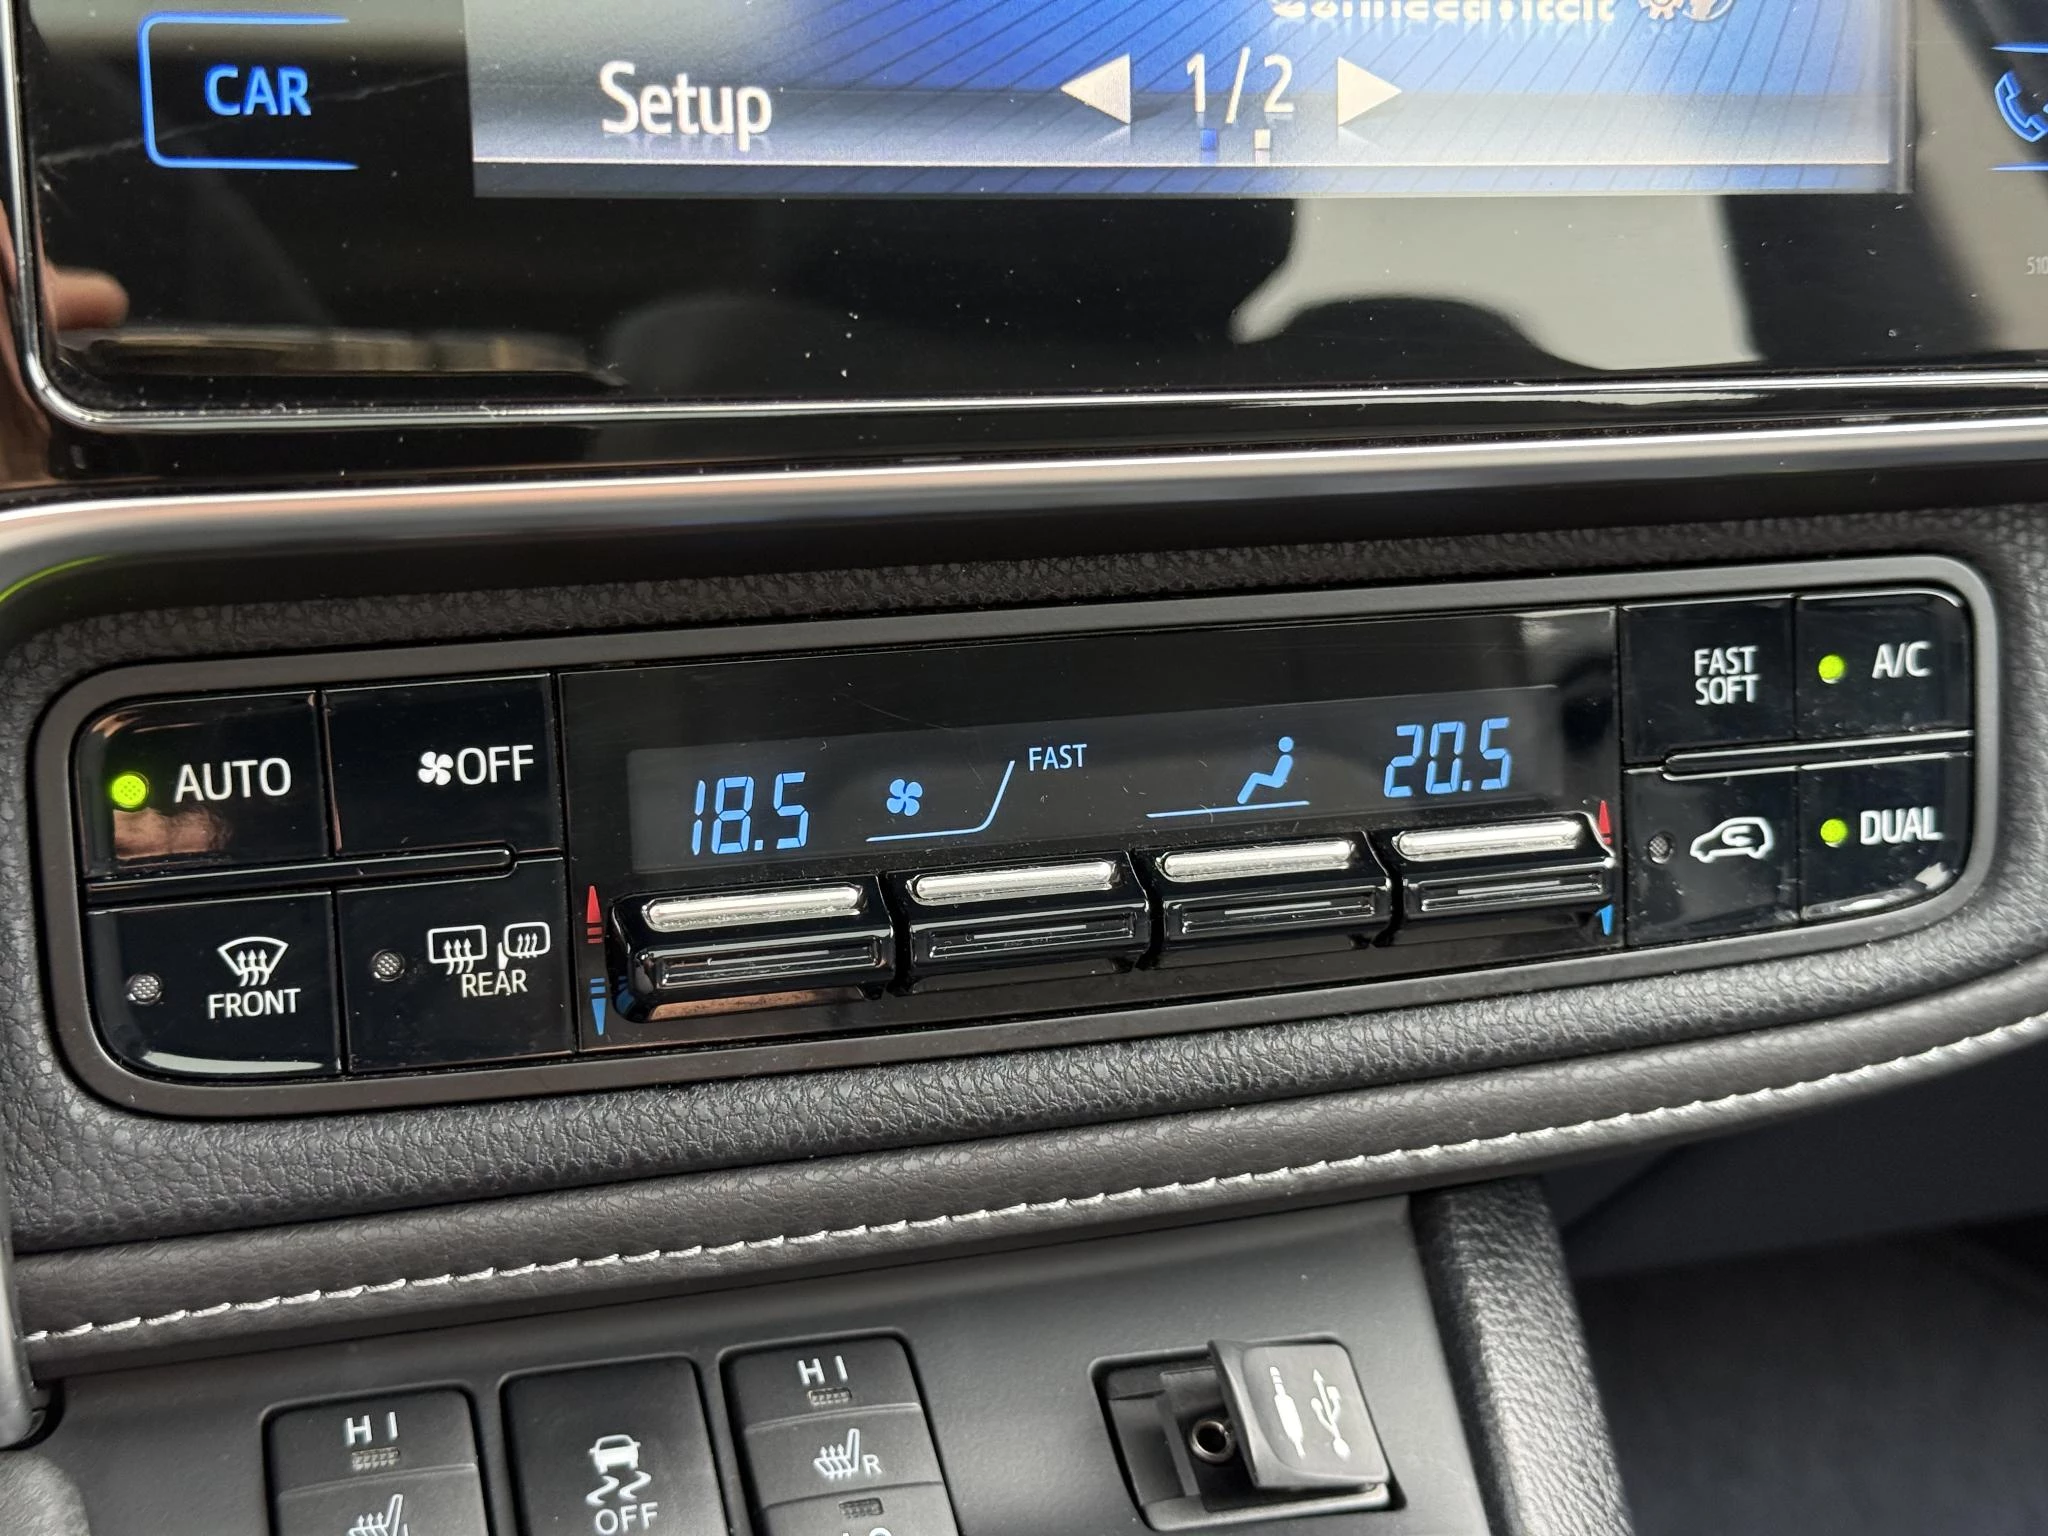 CAR
Setup
1/2
510
AUTO
OFF
18.5
FAST
20.5
FAST
SOFT
A/C
DUAL
FRONT
REAR
HI
HI
R
OFF
L